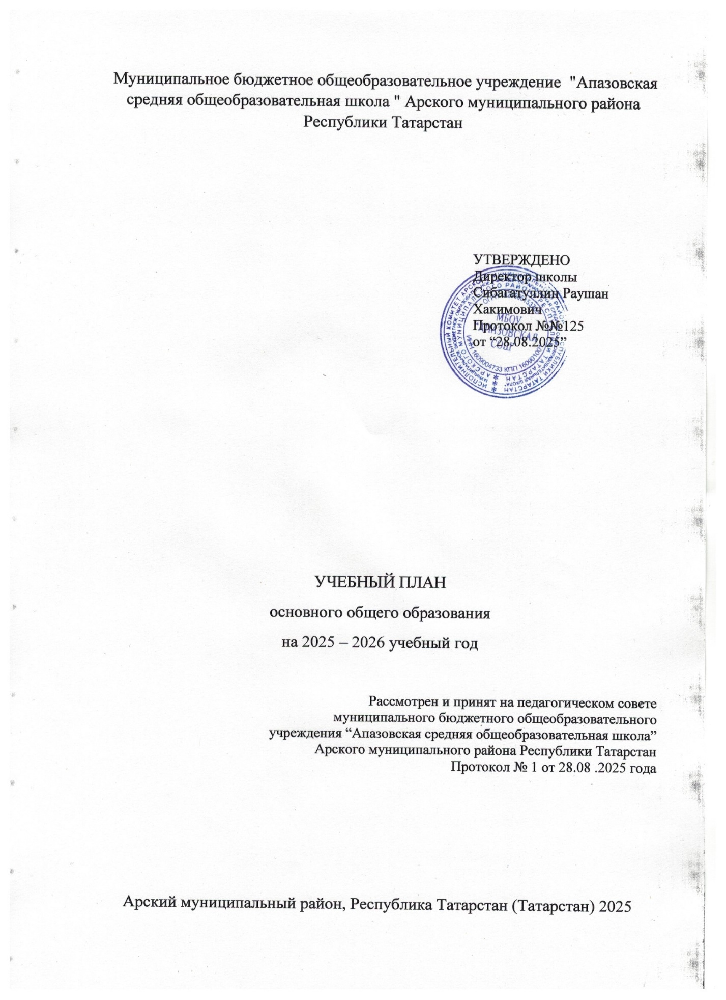 Муниципальное бюджетное общеобразовательное учреждение "Апазовская
средняя общеобразовательная школа " Арского муниципального района
Республики Татарстан
УТВЕРЖДЕНО
Директор школы
Сибагатуллин Раушан
Хакимович
Протокол №№125
от “28.08.2025”
МБОУ
"АПАЗОВСКАЯ
СОШ"
ИНН 1609004733 КПП
УЧЕБНЫЙ ПЛАН
основного общего образования
на 2025 – 2026 учебный год
Рассмотрен и принят на педагогическом совете
муниципального бюджетного общеобразовательного
учреждения “Апазовская средняя общеобразовательная школа”
Арского муниципального района Республики Татарстан
Протокол № 1 от 28.08 .2025 года
Арский муниципальный район, Республика Татарстан (Татарстан) 2025